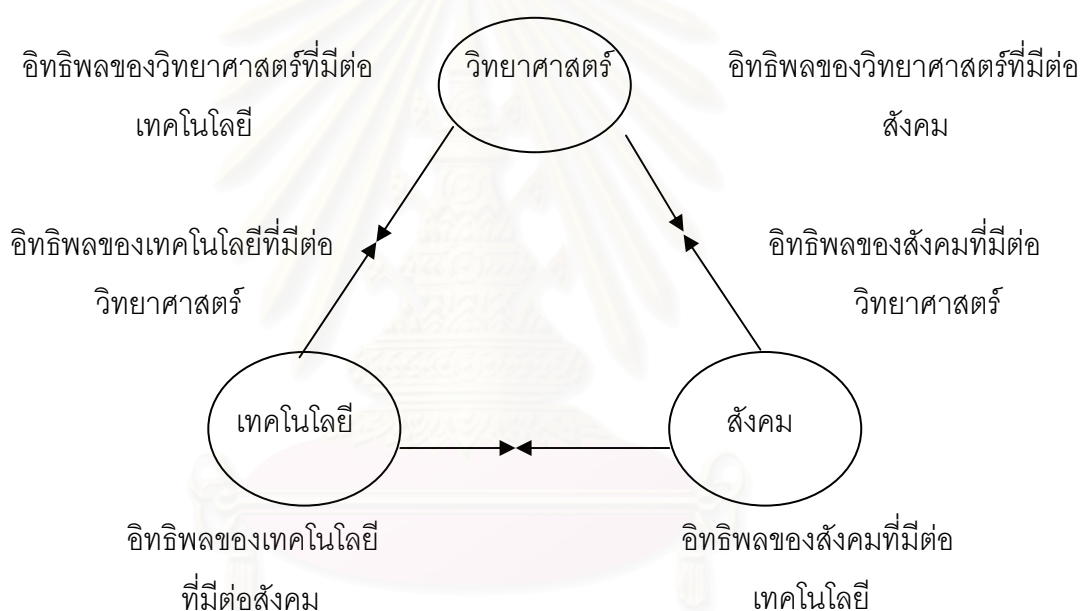 วิทยาศาสตร์
อิทธิพลของวิทยาศาสตร์ที่มีต่อ
เทคโนโลยี
อิทธิพลของวิทยาศาสตร์ที่มีต่อ
สังคม
อิทธิพลของเทคโนโลยีที่มีต่อ
วิทยาศาสตร์
อิทธิพลของสังคมที่มีต่อ
วิทยาศาสตร์
เทคโนโลยี
สังคม
อิทธิพลของเทคโนโลยี
ที่มีต่อสังคม
อิทธิพลของสังคมที่มีต่อ
เทคโนโลยี